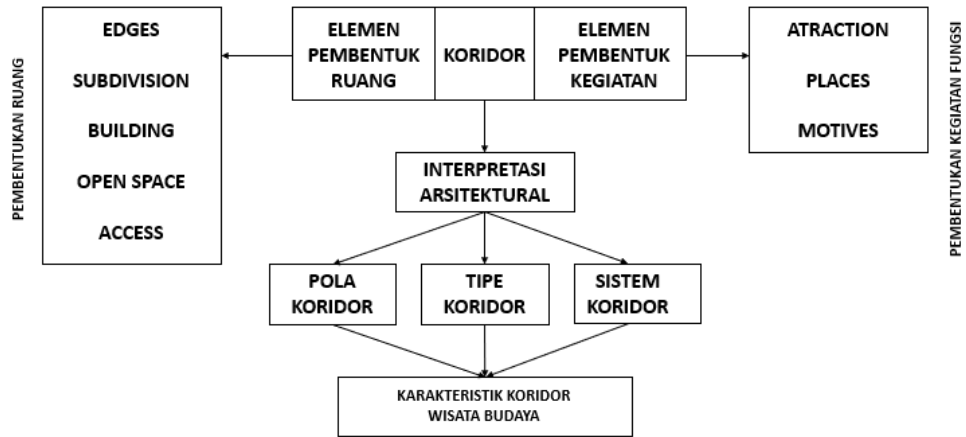 PEMBENTUKAN RUANG
EDGES
SUBDIVISION
BUILDING
OPEN SPACE
ACCESS
ELEMEN
PEMBENTUK
RUANG
KORIDOR
ELEMEN
PEMBENTUK
KEGIATAN
ATRACTION
PLACES
MOTIVES
PEMBENTUKAN KEGIATAN FUNGSI
INTERPRETASI
ARSITEKTURAL
POLA
KORIDOR
TIPE
KORIDOR
SISTEM
KORIDOR
KARAKTERISTIK KORIDOR
WISATA BUDAYA